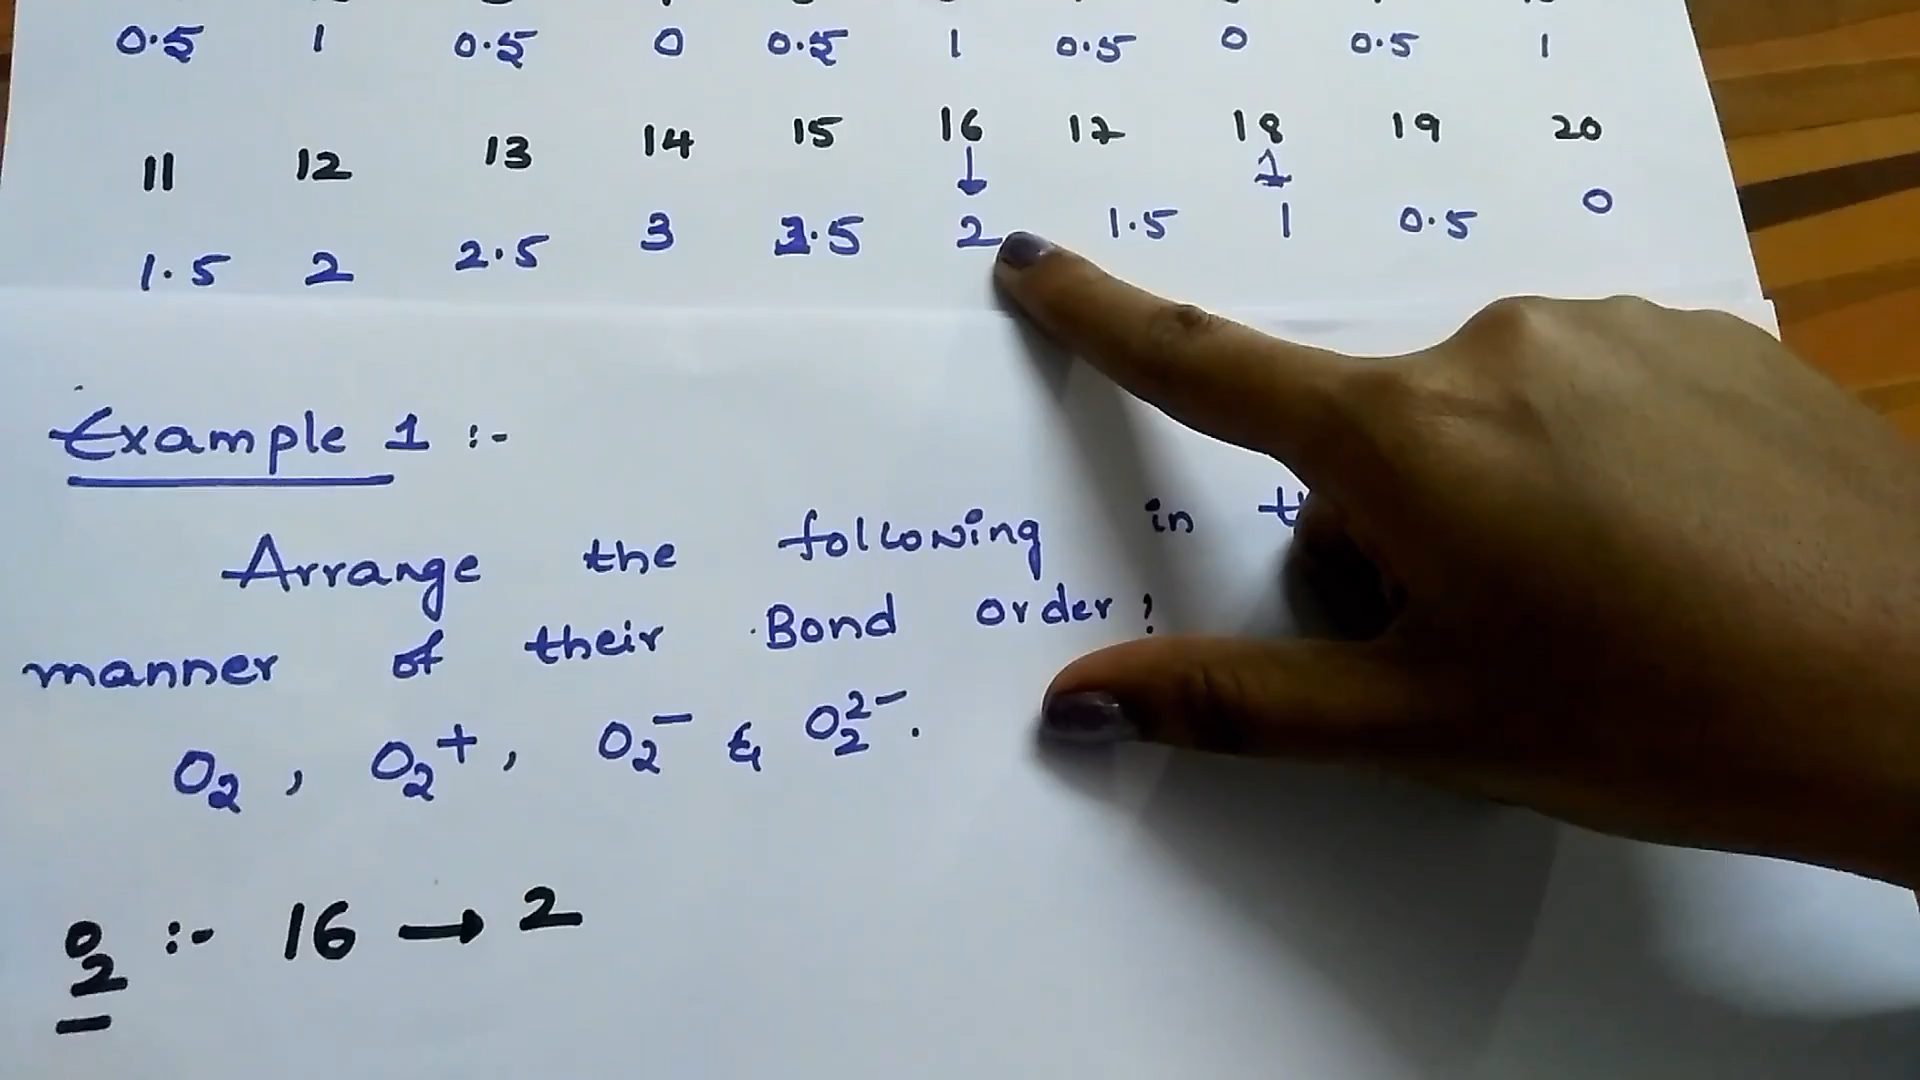 0.5 1 0.5 0 0.5 1 0.5 0 0.5 1
11 12 13 14 15 16 17 18 19 20
1.5 2 2.5 3 2.5 2 1.5 1 0.5 0
Example 1 :-
Arrange the following in
manner of their Bond order?
O₂ , O₂⁺, O₂⁻ & O₂²⁻.
O₂ :- 16 → 2